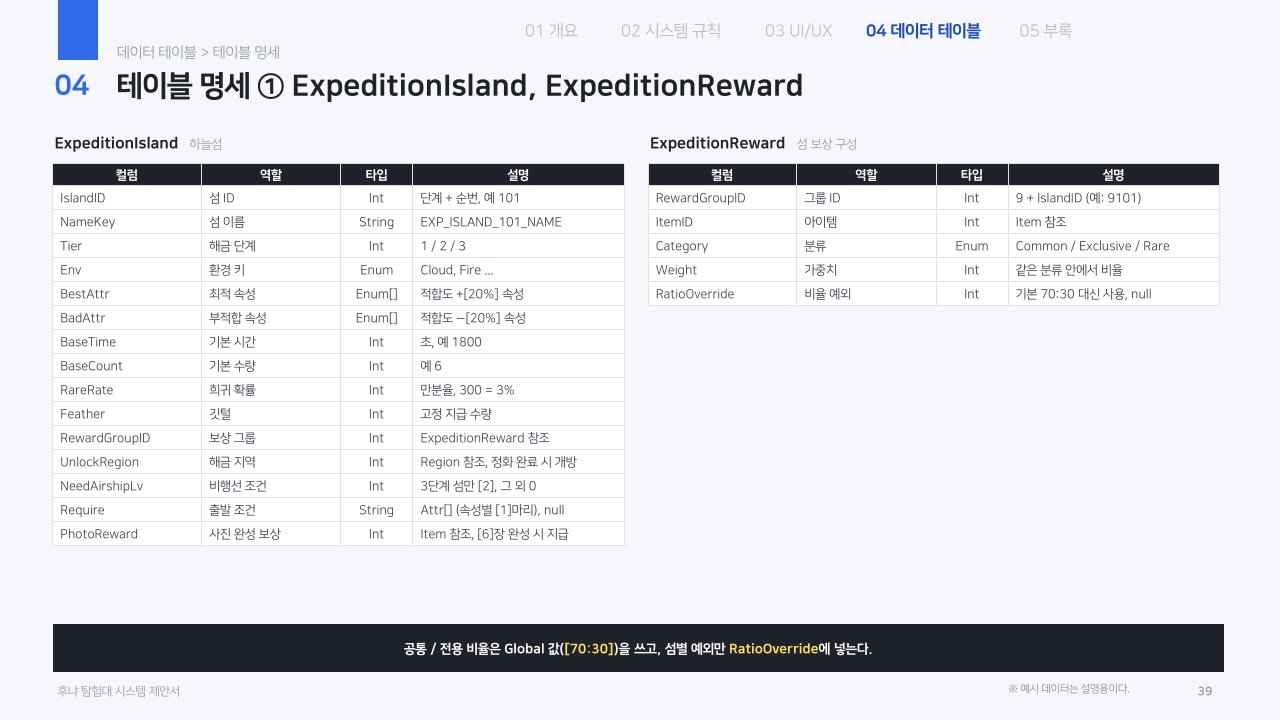 01 개요 02 시스템 규칙 03 UI/UX 04 데이터 테이블 05 부록
데이터 테이블 > 테이블 명세
04 테이블 명세 ① ExpeditionIsland, ExpeditionReward
ExpeditionIsland 하늘섬
컬럼 역할 타입 설명
IslandID 섬 ID Int 단계 + 순번, 예 101
NameKey 섬 이름 String EXP_ISLAND_101_NAME
Tier 해금 단계 Int 1 / 2 / 3
Env 환경 키 Enum Cloud, Fire ...
BestAttr 최적 속성 Enum[] 적합도 +[20%] 속성
BadAttr 부적합 속성 Enum[] 적합도 −[20%] 속성
BaseTime 기본 시간 Int 초, 예 1800
BaseCount 기본 수량 Int 예 6
RareRate 희귀 확률 Int 만분율, 300 = 3%
Feather 깃털 Int 고정 지급 수량
RewardGroupID 보상 그룹 Int ExpeditionReward 참조
UnlockRegion 해금 지역 Int Region 참조, 정화 완료 시 개방
NeedAirshipLv 비행선 조건 Int 3단계 섬만 [2], 그 외 0
Require 출발 조건 String Attr[] (속성별 [1]마리), null
PhotoReward 사진 완성 보상 Int Item 참조, [6]장 완성 시 지급
ExpeditionReward 섬 보상 구성
컬럼 역할 타입 설명
RewardGroupID 그룹 ID Int 9 + IslandID (예: 9101)
ItemID 아이템 Int Item 참조
Category 분류 Enum Common / Exclusive / Rare
Weight 가중치 Int 같은 분류 안에서 비율
RatioOverride 비율 예외 Int 기본 70:30 대신 사용, null
공통 / 전용 비율은 Global 값([70:30])을 쓰고, 섬별 예외만 RatioOverride에 넣는다.
후냐 탐험대 시스템 제안서 ※ 예시 데이터는 설명용이다. 39